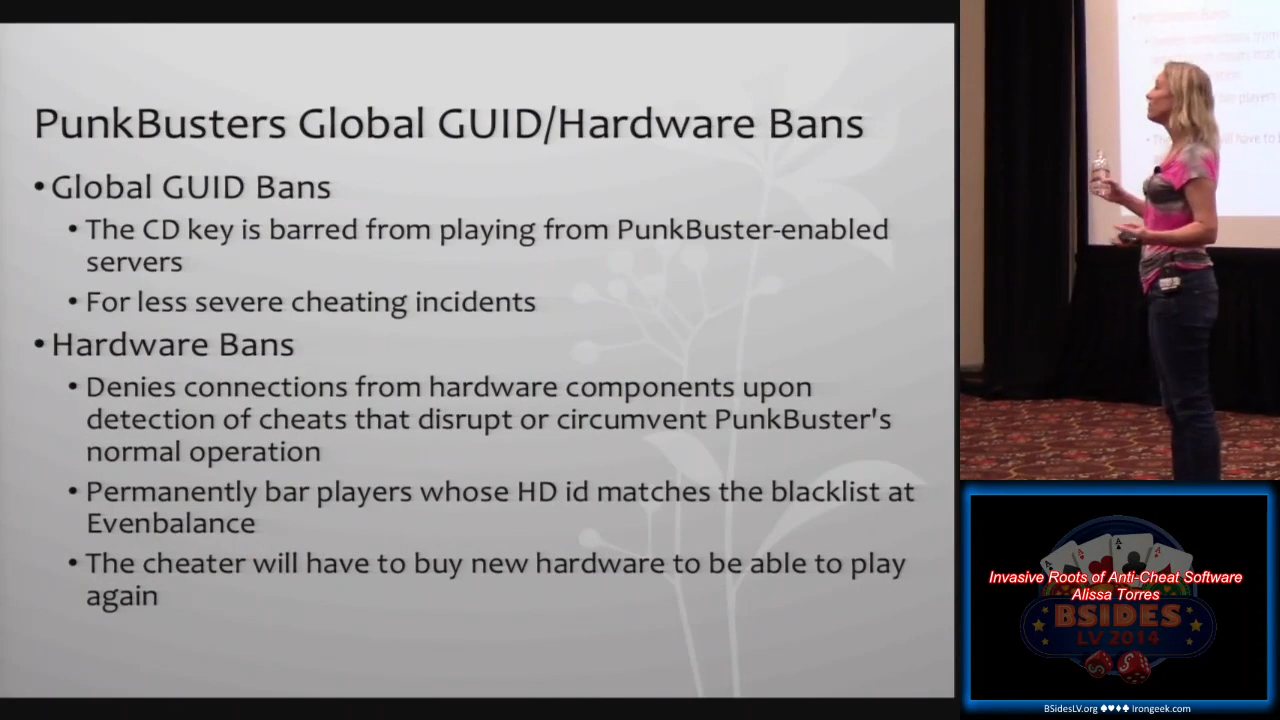 PunkBusters Global GUID/Hardware Bans
• Global GUID Bans
• The CD key is barred from playing from PunkBuster-enabled
servers
• For less severe cheating incidents
• Hardware Bans
• Denies connections from hardware components upon
detection of cheats that disrupt or circumvent PunkBuster's
normal operation
• Permanently bar players whose HD id matches the blacklist at
Evenbalance
• The cheater will have to buy new hardware to be able to play
again
Invasive Roots of Anti-Cheat Software
Alissa Torres
BSIDES
LV 2014
BSidesLV.org ♠♥♦♣ Irongeek.com